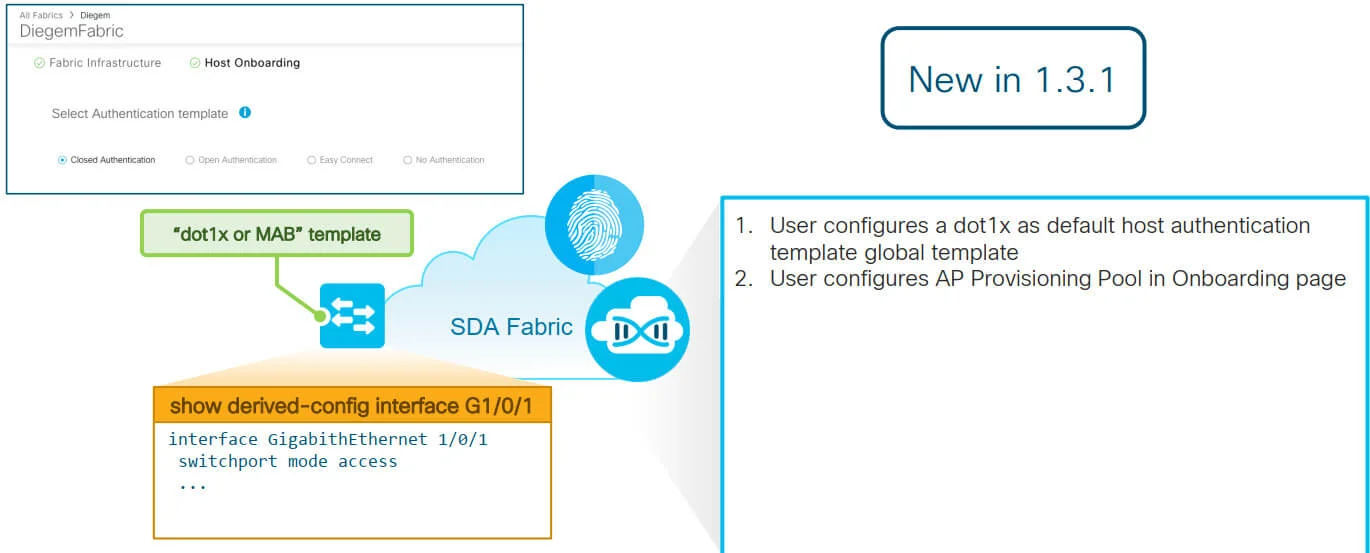 All Fabrics > Diegem
DiegemFabric
Fabric Infrastructure Host Onboarding
Select Authentication template i
Closed Authentication Open Authentication Easy Connect No Authentication
New in 1.3.1
“dot1x or MAB” template
SDA Fabric
show derived-config interface G1/0/1
interface GigabithEthernet 1/0/1
switchport mode access
...
1. User configures a dot1x as default host authentication
template global template
2. User configures AP Provisioning Pool in Onboarding page